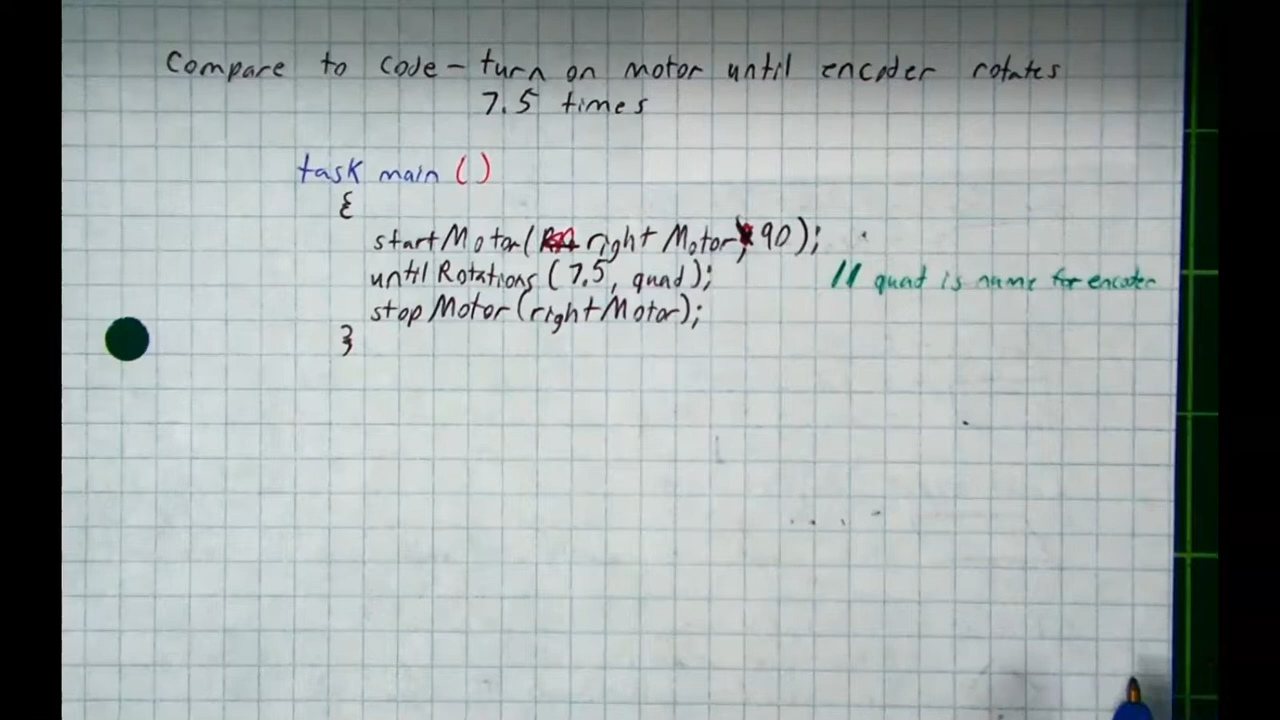 Compare to code - turn on motor until encoder rotates
7.5 times
task main ()
{
startMotor( rightMotor, 90);
untilRotations (7.5, quad); // quad is name for encoder
stopMotor(rightMotor);
}